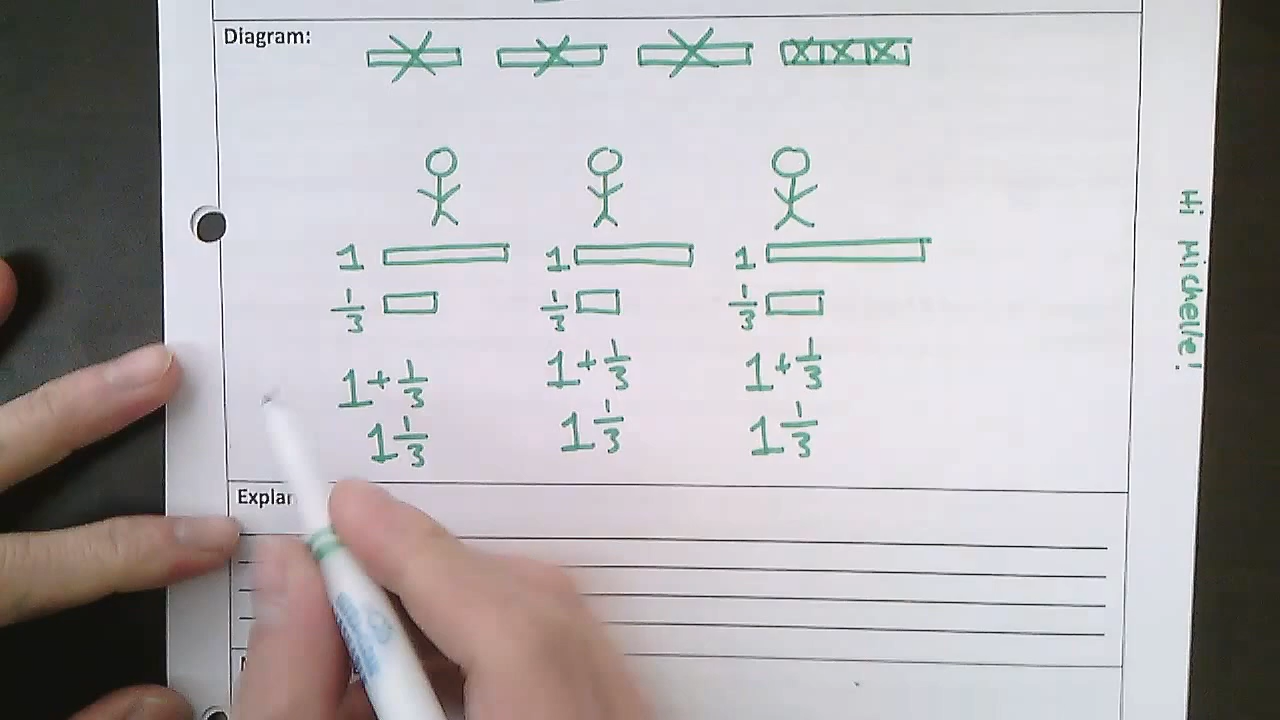 Diagram:
1 1 1
1/3 1/3 1/3
1+1/3 1+1/3 1+1/3
1 1/3 1 1/3 1 1/3
Hi Michelle!